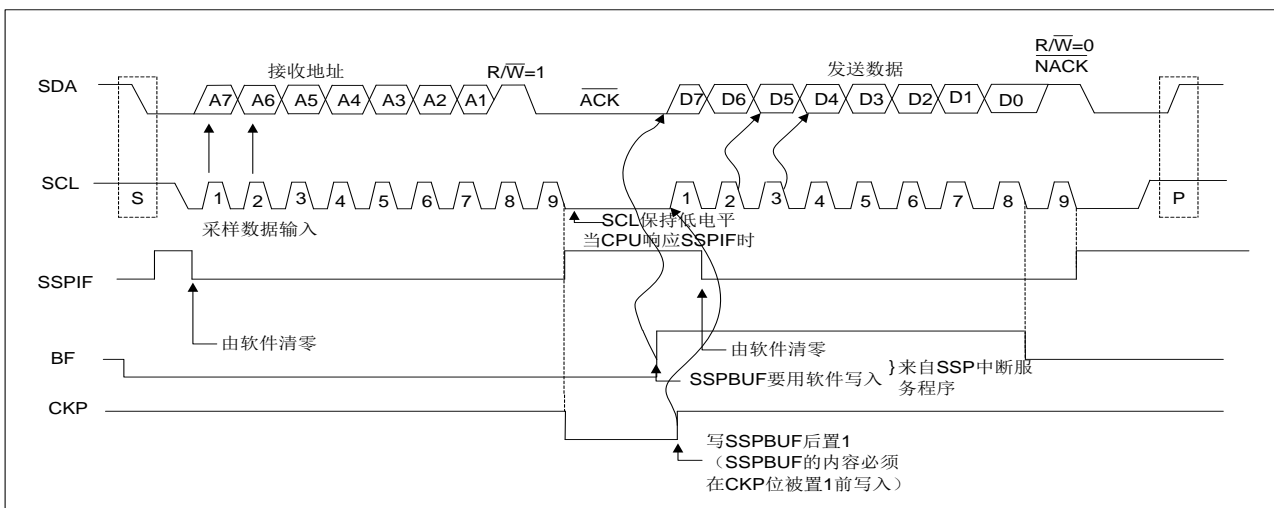 R/W̅=0
N̅A̅C̅K̅
接收地址 R/W̅=1 发送数据
SDA A7 A6 A5 A4 A3 A2 A1 A̅C̅K̅ D7 D6 D5 D4 D3 D2 D1 D0
SCL S 1 2 3 4 5 6 7 8 9 1 2 3 4 5 6 7 8 9 P
采样数据输入
SCL保持低电平
当CPU响应SSPIF时
SSPIF
由软件清零
由软件清零
BF
SSPBUF要用软件写入
}来自SSP中断服
务程序
CKP
写SSPBUF后置1
（SSPBUF的内容必须
在CKP位被置1前写入）